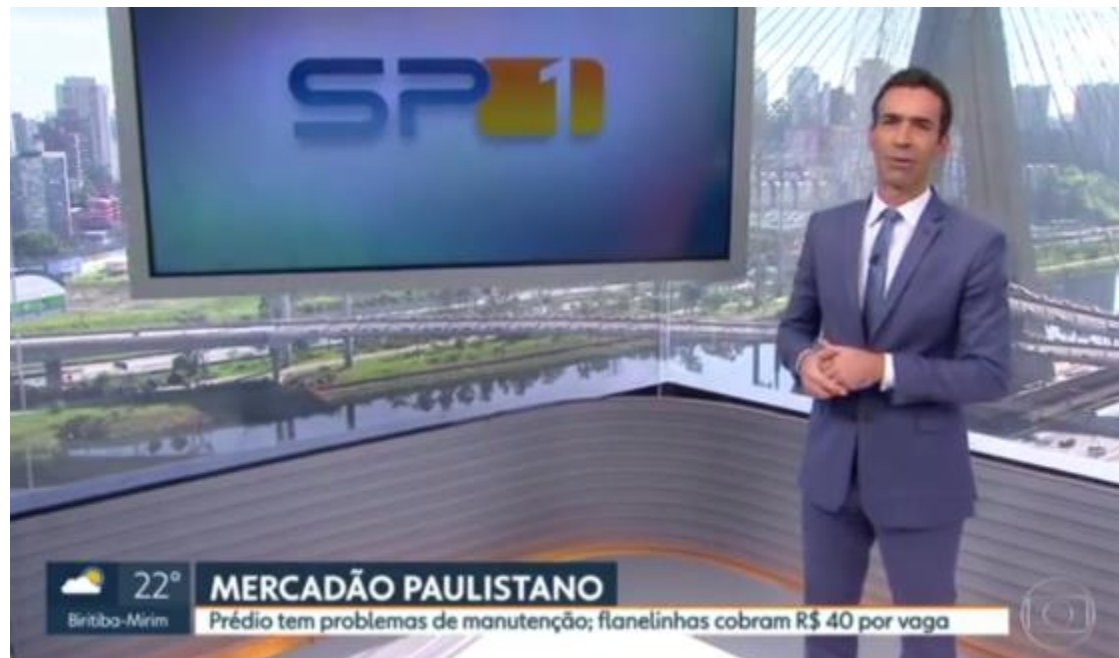 SP1
22°
Biritiba-Mirim
MERCADÃO PAULISTANO
Prédio tem problemas de manutenção; flanelinhas cobram R$ 40 por vaga